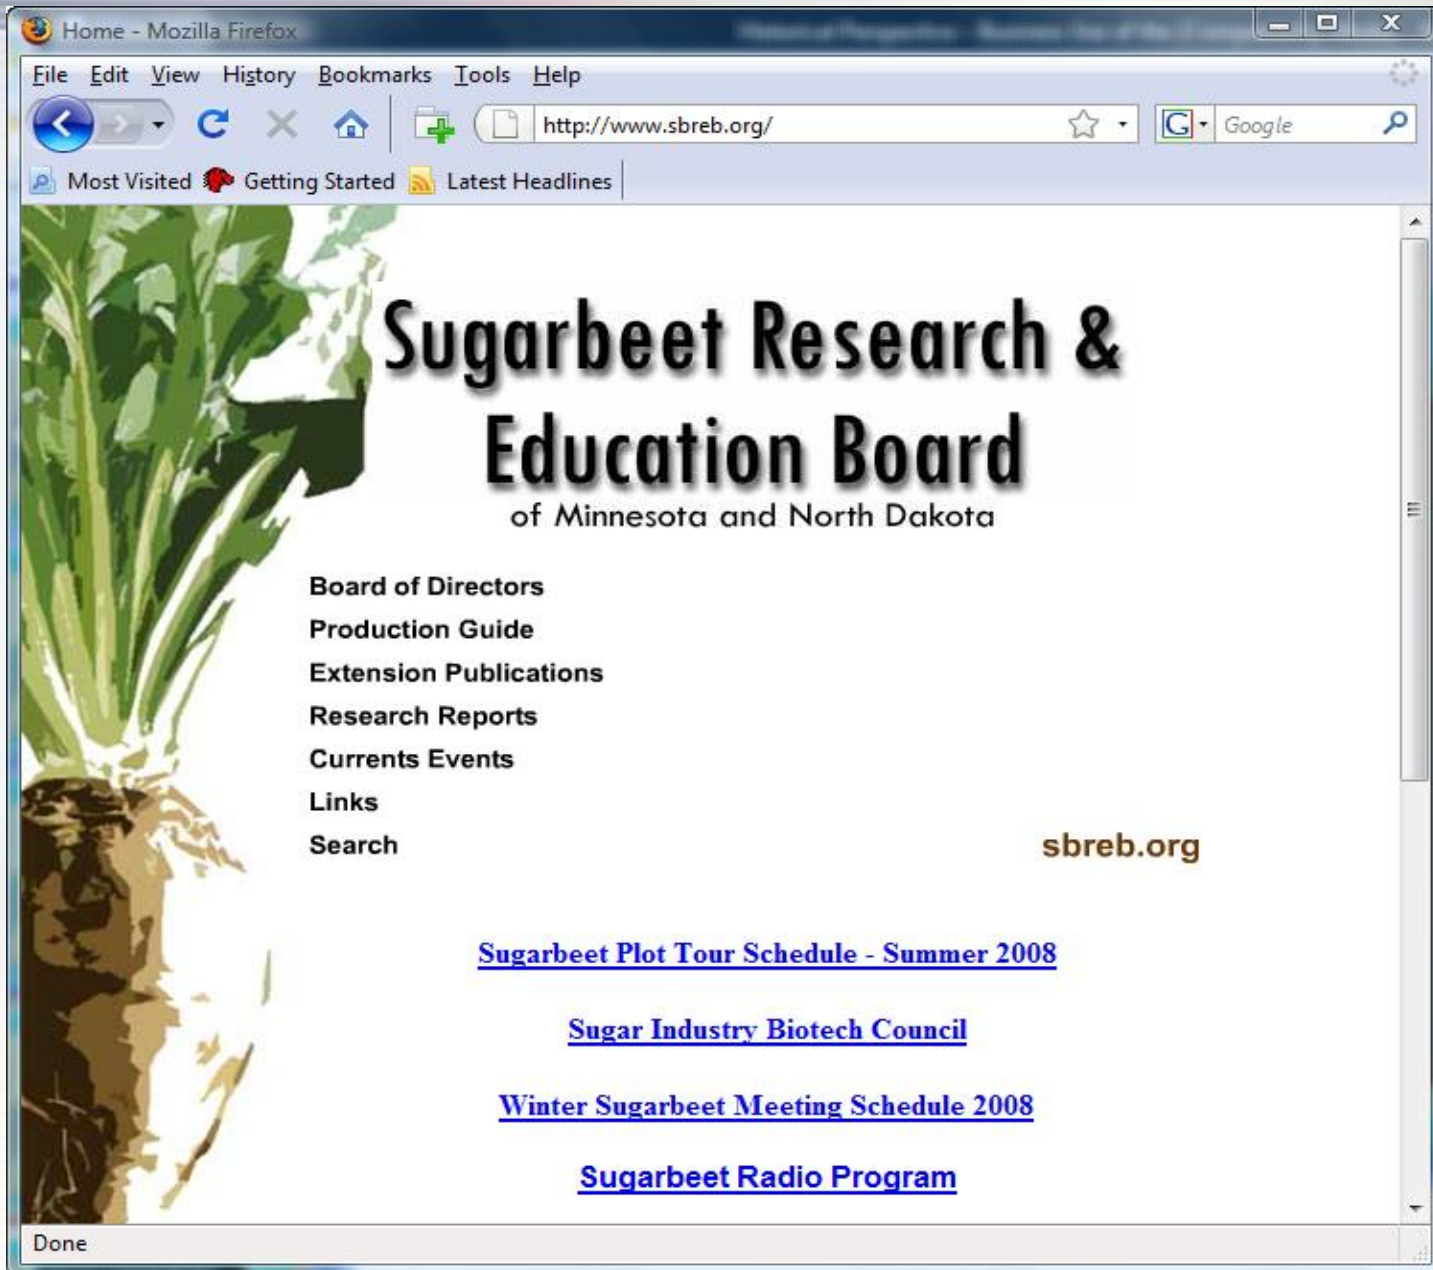 Home - Mozilla Firefox
File Edit View History Bookmarks Tools Help
http://www.sbreb.org/
G Google
Most Visited Getting Started Latest Headlines
Sugarbeet Research &
Education Board
of Minnesota and North Dakota
Board of Directors
Production Guide
Extension Publications
Research Reports
Currents Events
Links
Search
sbreb.org
Sugarbeet Plot Tour Schedule - Summer 2008
Sugar Industry Biotech Council
Winter Sugarbeet Meeting Schedule 2008
Sugarbeet Radio Program
Done